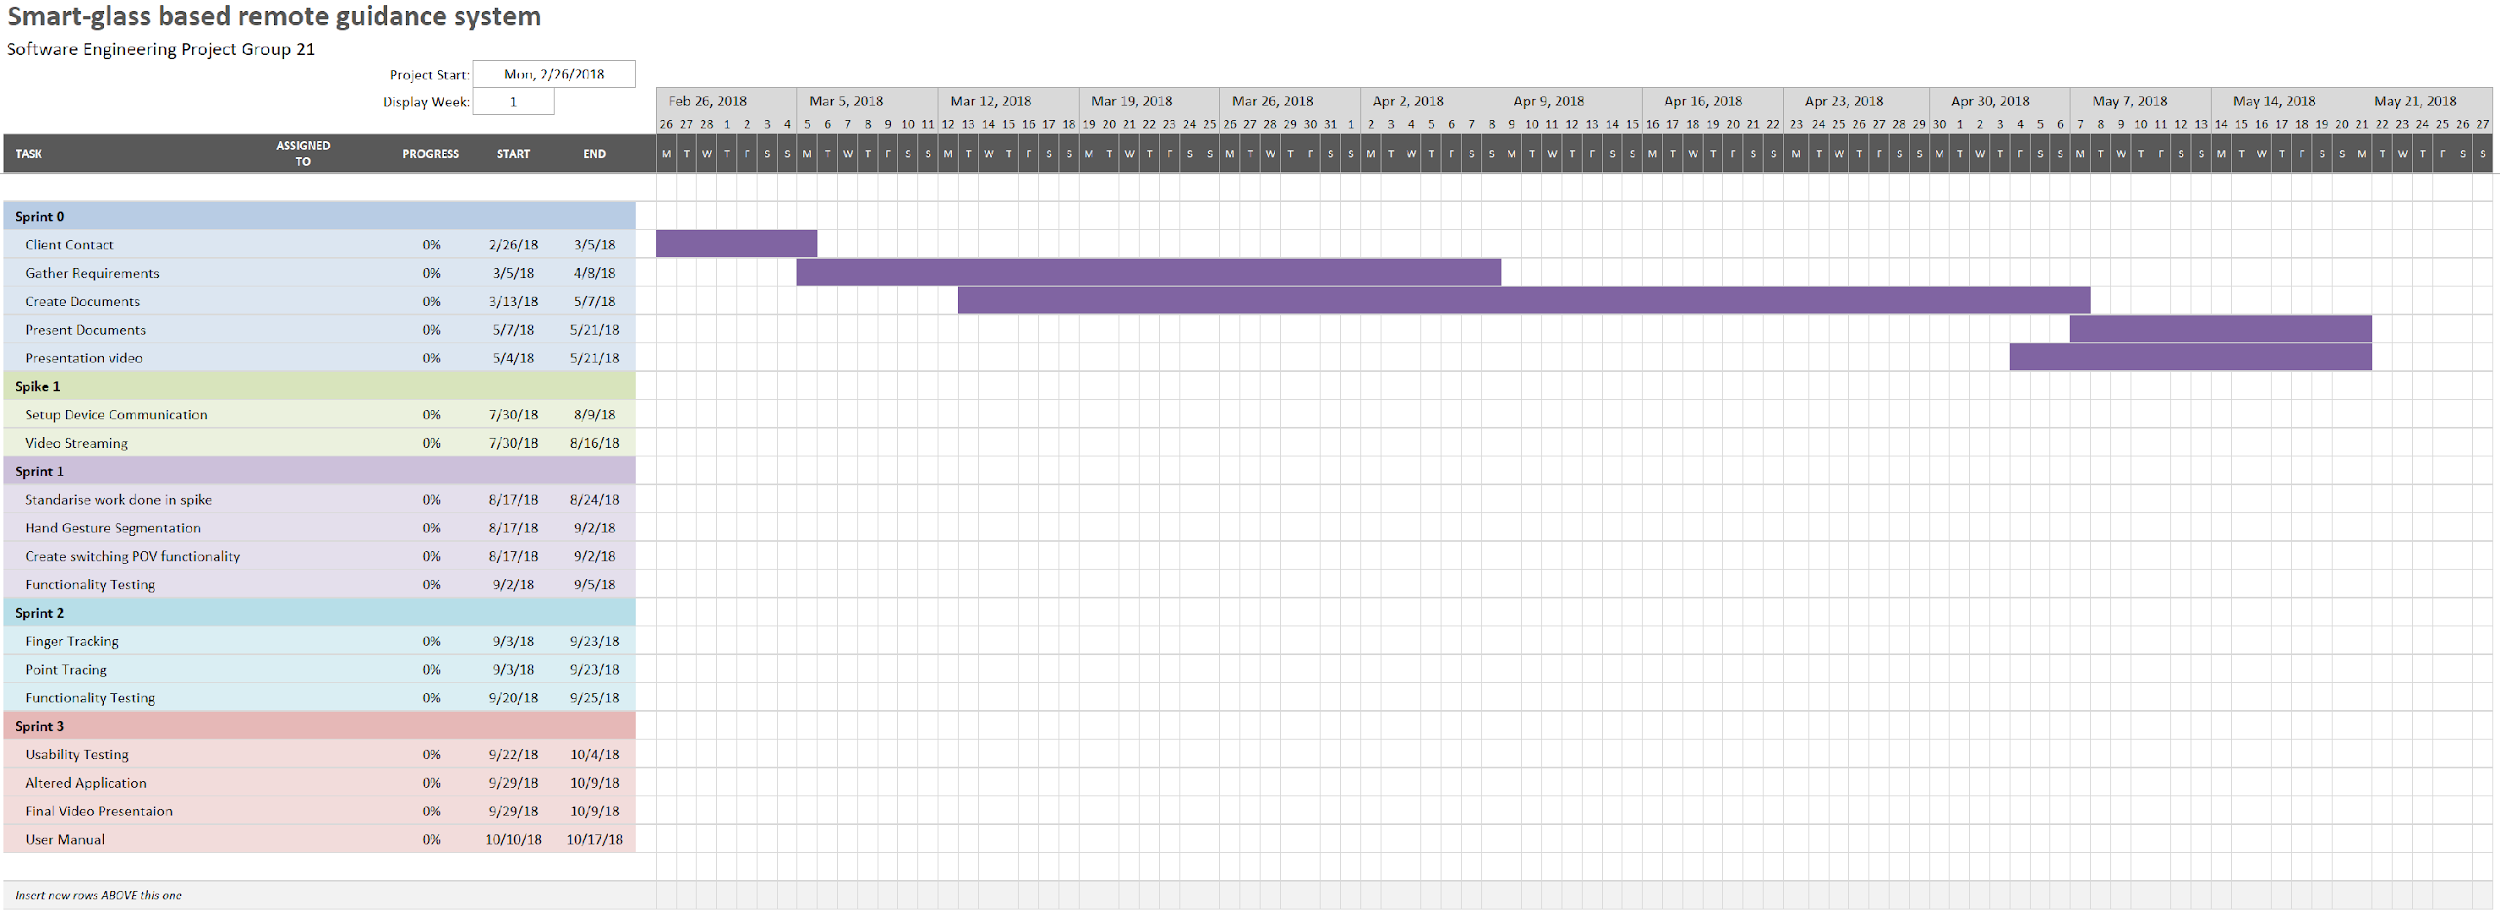 Smart-glass based remote guidance system
Software Engineering Project Group 21
Project Start: Mon, 2/26/2018
Display Week: 1
Feb 26, 2018 Mar 5, 2018 Mar 12, 2018 Mar 19, 2018 Mar 26, 2018 Apr 2, 2018 Apr 9, 2018 Apr 16, 2018 Apr 23, 2018 Apr 30, 2018 May 7, 2018 May 14, 2018 May 21, 2018
26 27 28 1 2 3 4 5 6 7 8 9 10 11 12 13 14 15 16 17 18 19 20 21 22 23 24 25 26 27 28 29 30 31 1 2 3 4 5 6 7 8 9 10 11 12 13 14 15 16 17 18 19 20 21 22 23 24 25 26 27 28 29 30 1 2 3 4 5 6 7 8 9 10 11 12 13 14 15 16 17 18 19 20 21 22 23 24 25 26 27
TASK ASSIGNED TO PROGRESS START END M T W T F S S M T W T F S S M T W T F S S M T W T F S S M T W T F S S M T W T F S S M T W T F S S M T W T F S S M T W T F S S M T W T F S S M T W T F S S M T W T F S S M T W T F S S
Sprint 0
Client Contact 0% 2/26/18 3/5/18
Gather Requirements 0% 3/5/18 4/8/18
Create Documents 0% 3/13/18 5/7/18
Present Documents 0% 5/7/18 5/21/18
Presentation video 0% 5/4/18 5/21/18
Spike 1
Setup Device Communication 0% 7/30/18 8/9/18
Video Streaming 0% 7/30/18 8/16/18
Sprint 1
Standarise work done in spike 0% 8/17/18 8/24/18
Hand Gesture Segmentation 0% 8/17/18 9/2/18
Create switching POV functionality 0% 8/17/18 9/2/18
Functionality Testing 0% 9/2/18 9/5/18
Sprint 2
Finger Tracking 0% 9/3/18 9/23/18
Point Tracing 0% 9/3/18 9/23/18
Functionality Testing 0% 9/20/18 9/25/18
Sprint 3
Usability Testing 0% 9/22/18 10/4/18
Altered Application 0% 9/29/18 10/9/18
Final Video Presentaion 0% 9/29/18 10/9/18
User Manual 0% 10/10/18 10/17/18
Insert new rows ABOVE this one